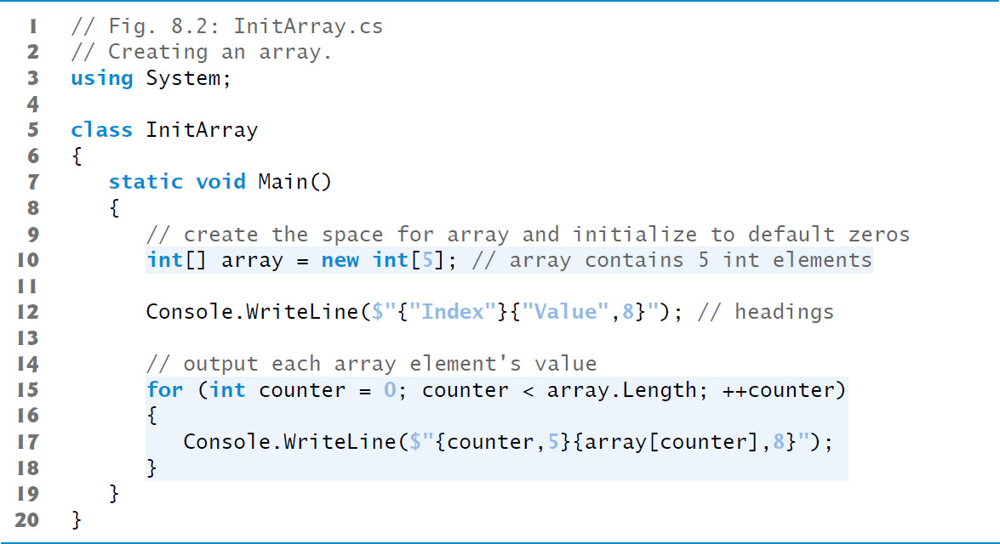 1 // Fig. 8.2: InitArray.cs
2 // Creating an array.
3 using System;
4
5 class InitArray
6 {
7 static void Main()
8 {
9 // create the space for array and initialize to default zeros
10 int[] array = new int[5]; // array contains 5 int elements
11
12 Console.WriteLine($"{"Index"}{"Value",8}"); // headings
13
14 // output each array element's value
15 for (int counter = 0; counter < array.Length; ++counter)
16 {
17 Console.WriteLine($"{counter,5}{array[counter],8}");
18 }
19 }
20 }